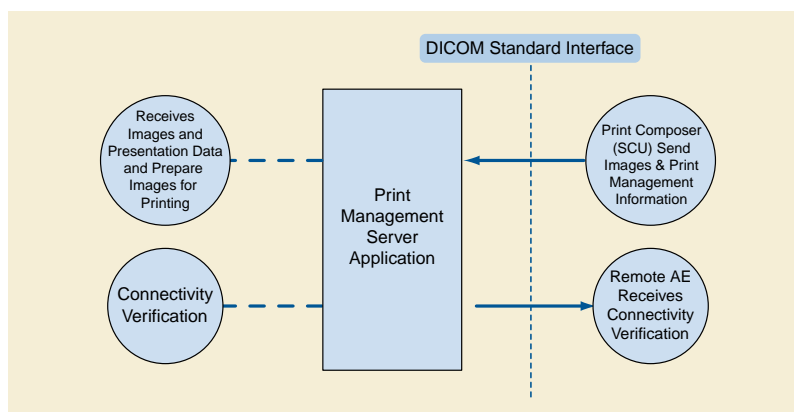 DICOM Standard Interface
Receives
Images and
Presentation Data
and Prepare
Images for
Printing
Print
Management
Server
Application
Print Composer
(SCU) Send
Images & Print
Management
Information
Connectivity
Verification
Remote AE
Receives
Connectivity
Verification